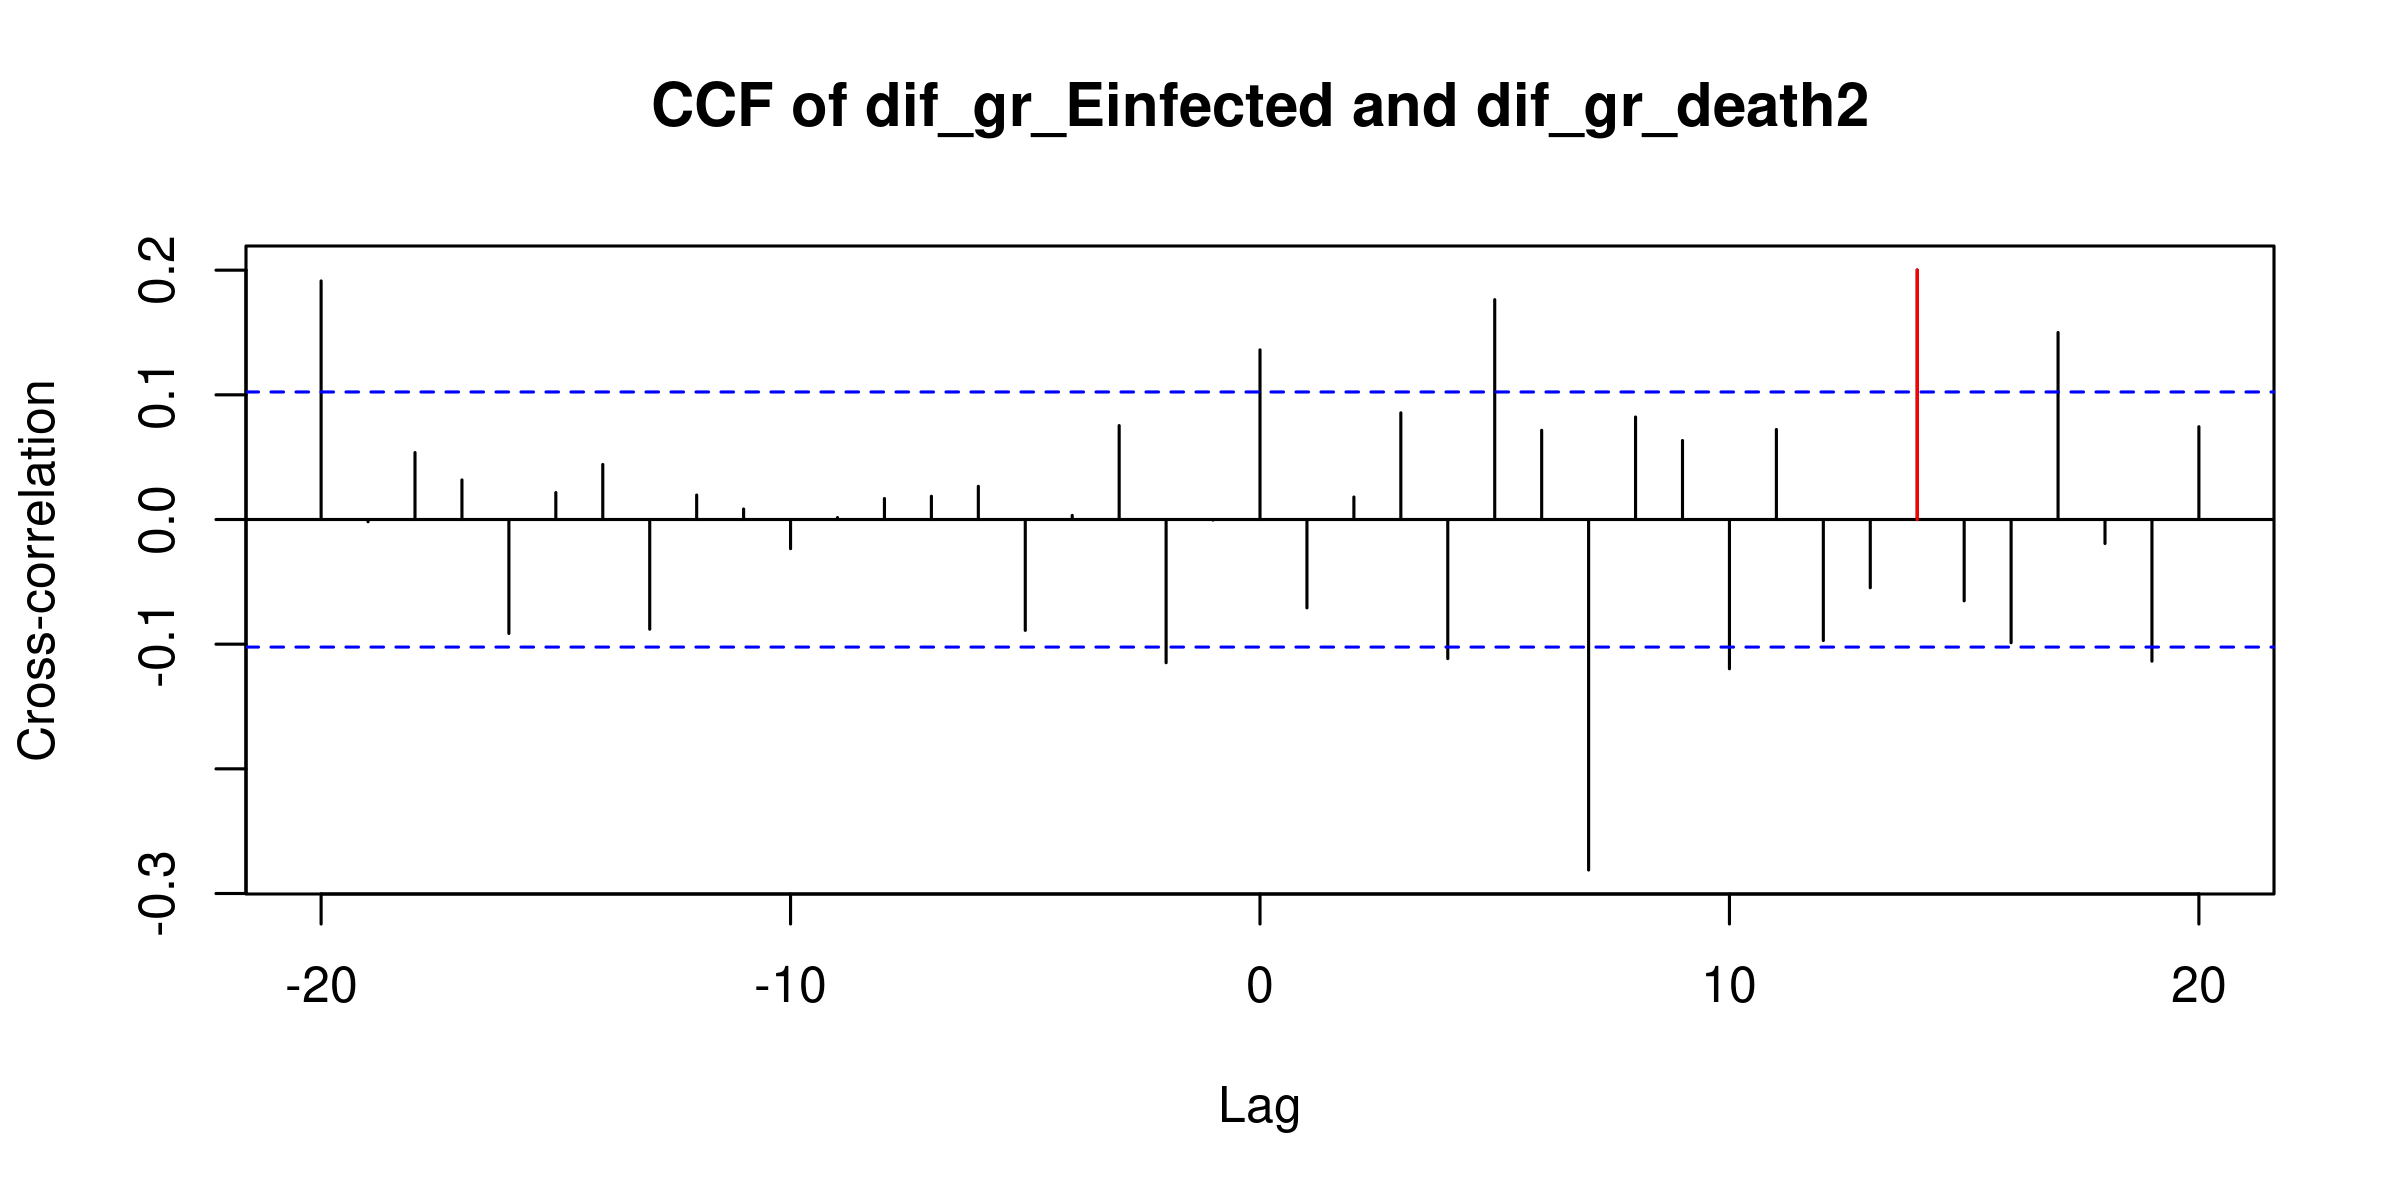 CCF of dif_gr_Einfected and dif_gr_death2
Cross-correlation
0.2
0.1
0.0
-0.1
-0.3
-20 -10 0 10 20
Lag